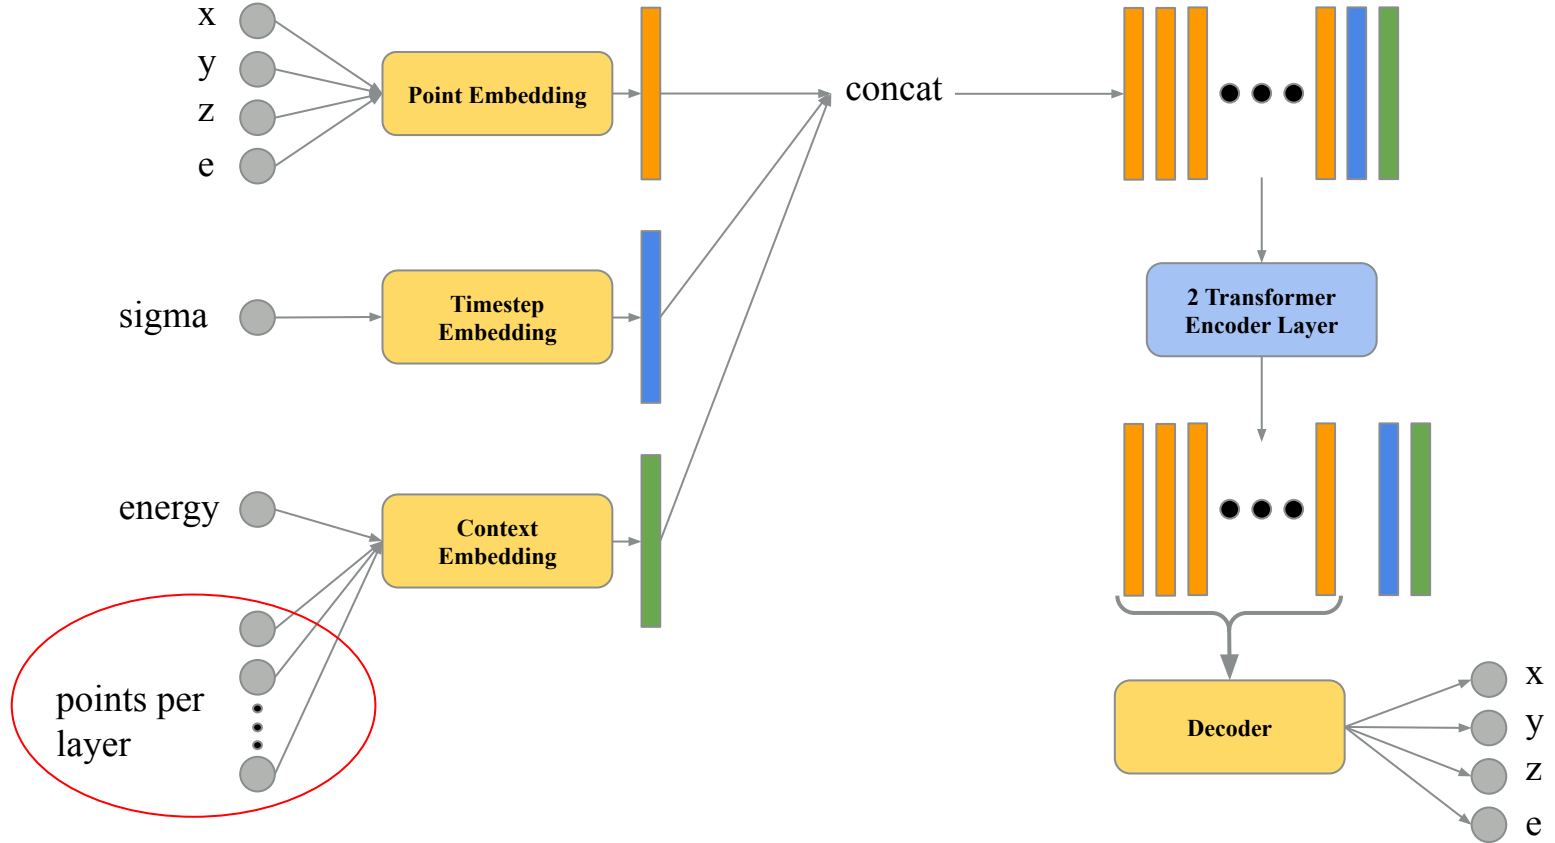 x
y
z
e
Point Embedding
concat
sigma
Timestep
Embedding
energy
Context
Embedding
points per
layer
2 Transformer
Encoder Layer
Decoder
x
y
z
e